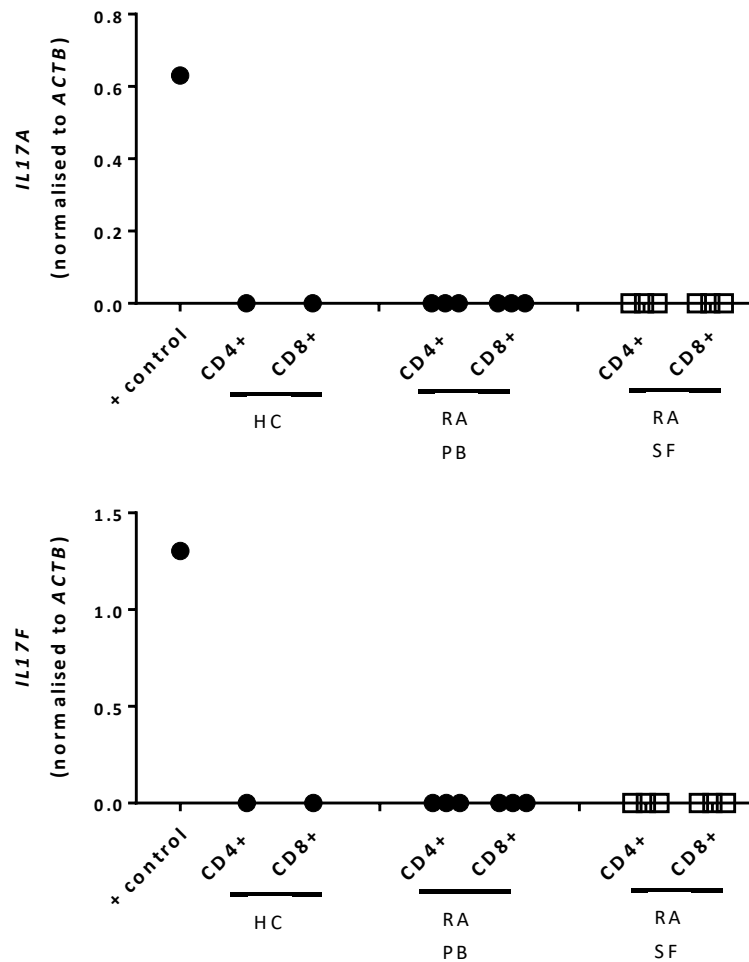 IL17A
(normalised to ACTB)
0.8
0.6
0.4
0.2
0.0
+ control
CD4+
CD8+
CD4+
CD8+
CD4+
CD8+
HC
RA
PB
RA
SF
IL17F
(normalised to ACTB)
1.5
1.0
0.5
0.0
+ control
CD4+
CD8+
CD4+
CD8+
CD4+
CD8+
HC
RA
PB
RA
SF